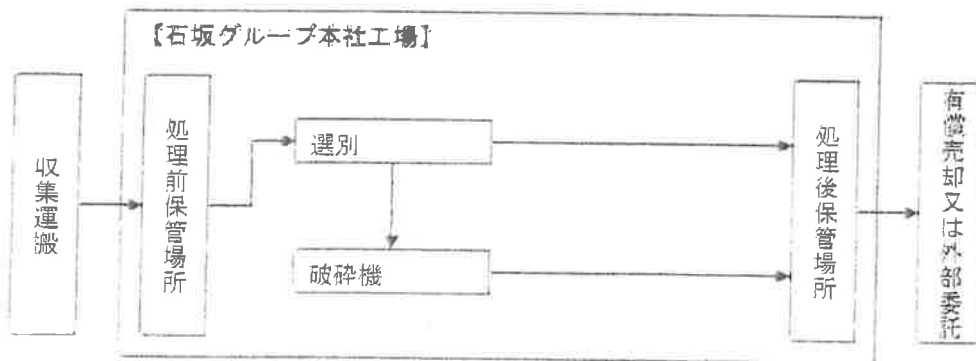 【石坂グループ本社工場】
収集運搬
処理前保管場所
選別
破砕機
処理後保管場所
有償売却又は外部委託